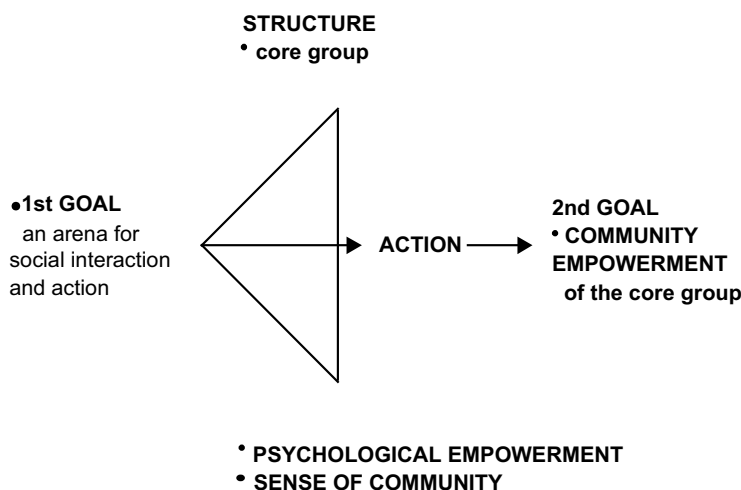 STRUCTURE
• core group
•1st GOAL
an arena for
social interaction
and action
ACTION
2nd GOAL
• COMMUNITY
EMPOWERMENT
of the core group
• PSYCHOLOGICAL EMPOWERMENT
• SENSE OF COMMUNITY